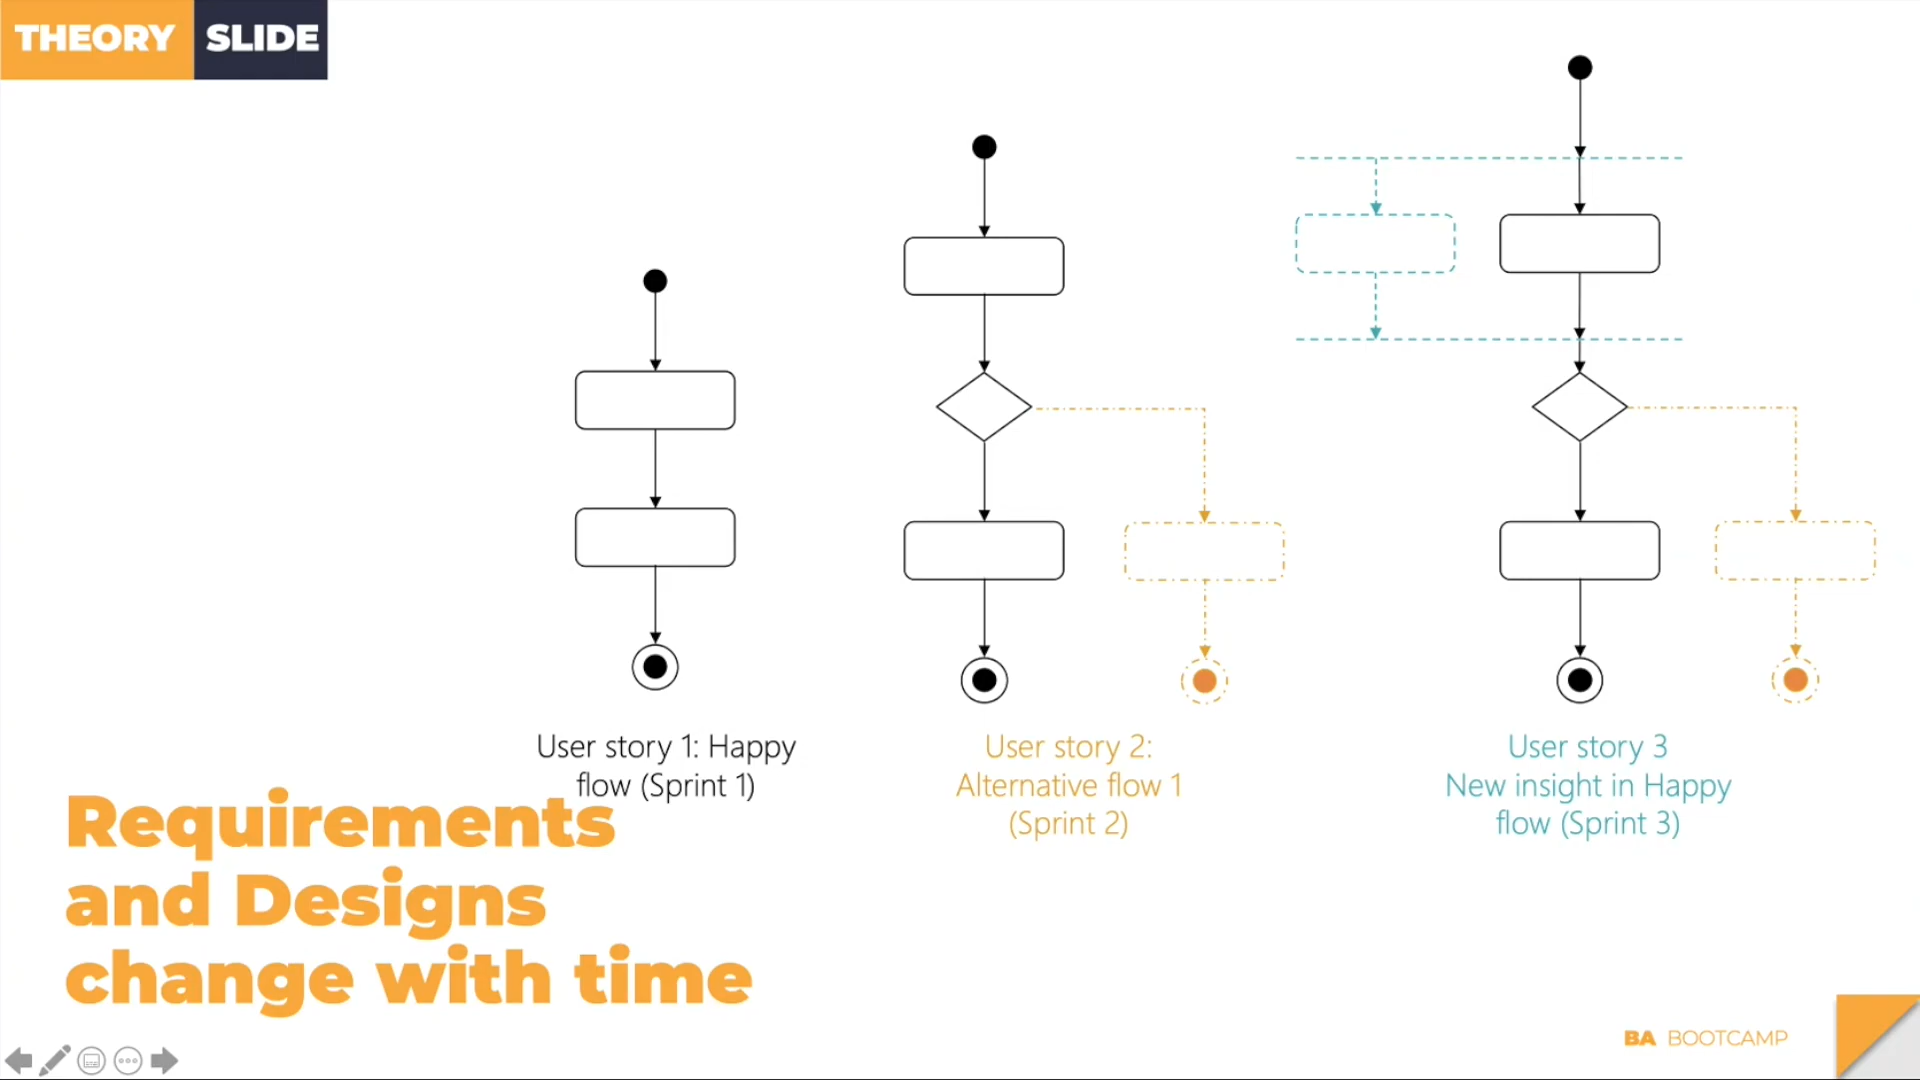 THEORY SLIDE
User story 1: Happy
flow (Sprint 1)
User story 2:
Alternative flow 1
(Sprint 2)
User story 3
New insight in Happy
flow (Sprint 3)
Requirements
and Designs
change with time
BA BOOTCAMP